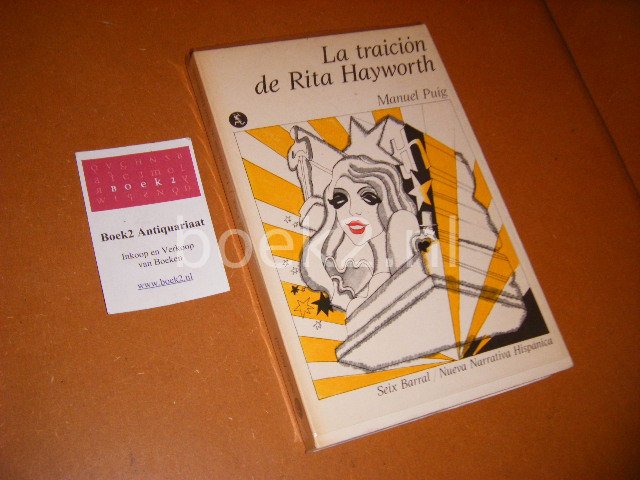 La traición
de Rita Hayworth
Manuel Puig
Seix Barral / Nueva Narrativa Hispánica
Boek2
Boek2 Antiquariaat
Inkoop en Verkoop
van Boeken
www.boek2.nl
boek2.nl